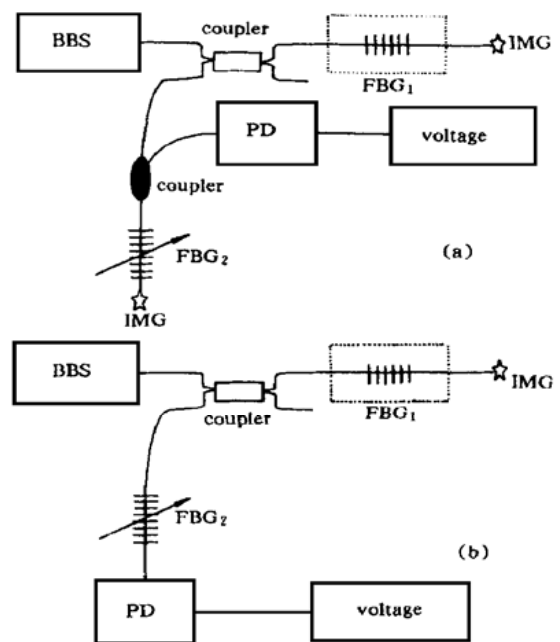 coupler
BBS
IMG
FBG₁
PD
voltage
coupler
FBG₂
(a)
IMG
BBS
IMG
coupler
FBG₁
FBG₂
(b)
PD
voltage